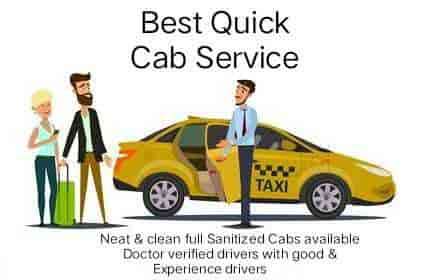 Best Quick
Cab Service
TAXI
Neat & clean full Sanitized Cabs available
Doctor verified drivers with good &
Experience drivers